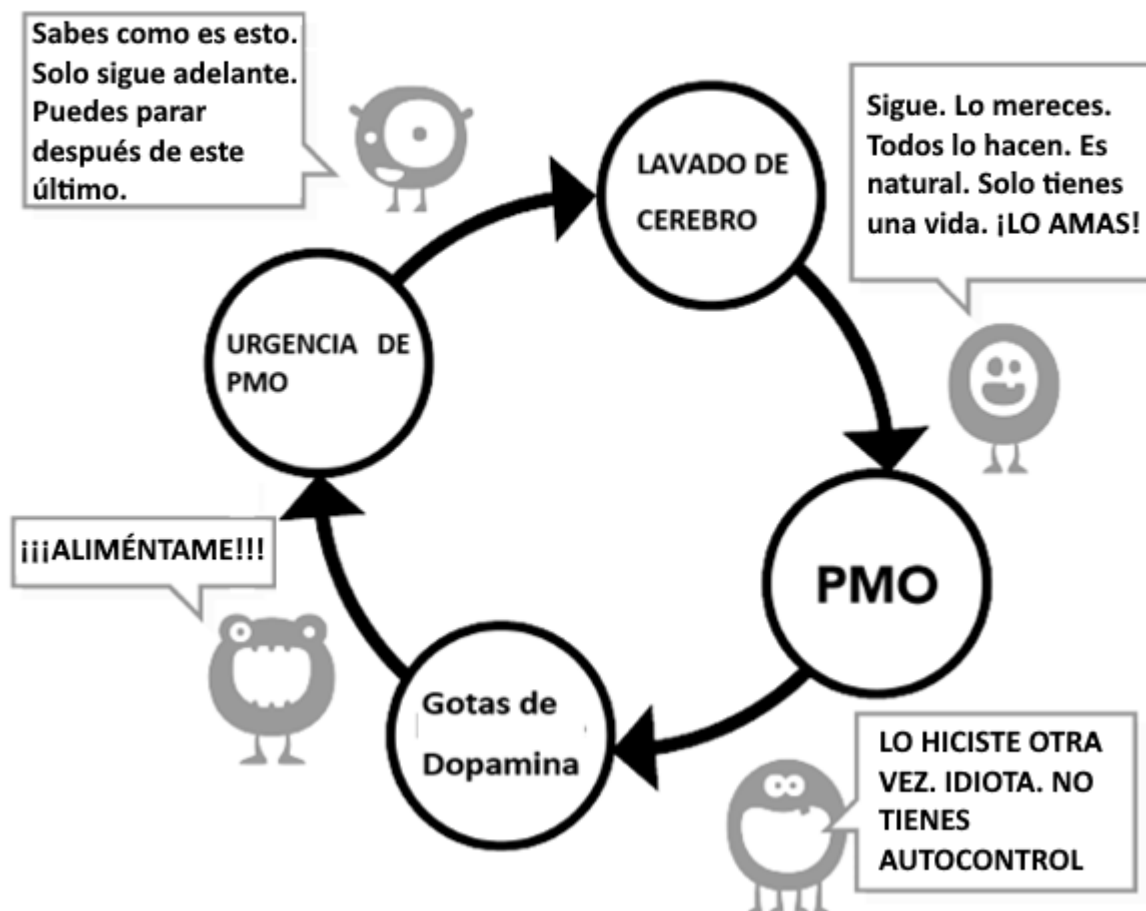 Sabes como es esto.
Solo sigue adelante.
Puedes parar
después de este
último.
LAVADO DE
CEREBRO
Sigue. Lo mereces.
Todos lo hacen. Es
natural. Solo tienes
una vida. ¡LO AMAS!
URGENCIA DE
PMO
¡¡¡ALIMÉNTAME!!!
PMO
Gotas de
Dopamina
LO HICISTE OTRA
VEZ. IDIOTA. NO
TIENES
AUTOCONTROL